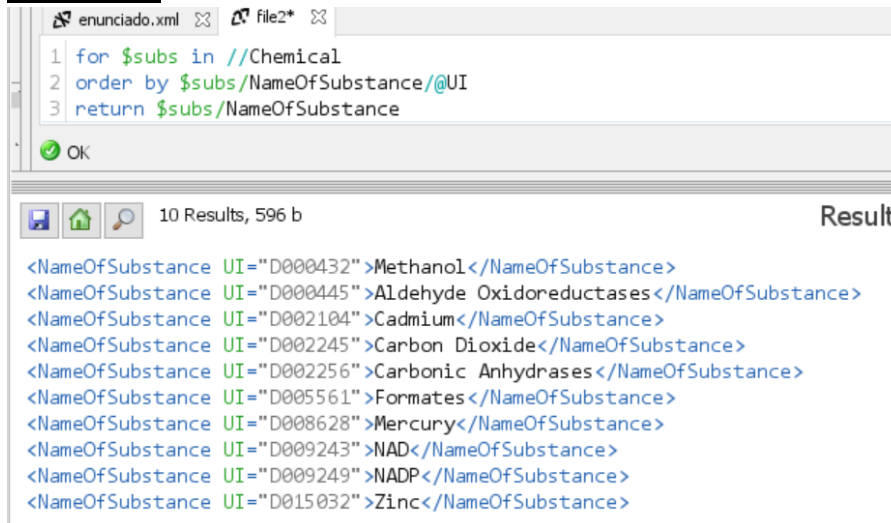 enunciado.xml file2*
1 for $subs in //Chemical
2 order by $subs/NameOfSubstance/@UI
3 return $subs/NameOfSubstance
OK
10 Results, 596 b Result
<NameOfSubstance UI="D000432">Methanol</NameOfSubstance>
<NameOfSubstance UI="D000445">Aldehyde Oxidoreductases</NameOfSubstance>
<NameOfSubstance UI="D002104">Cadmium</NameOfSubstance>
<NameOfSubstance UI="D002245">Carbon Dioxide</NameOfSubstance>
<NameOfSubstance UI="D002256">Carbonic Anhydrases</NameOfSubstance>
<NameOfSubstance UI="D005561">Formates</NameOfSubstance>
<NameOfSubstance UI="D008628">Mercury</NameOfSubstance>
<NameOfSubstance UI="D009243">NAD</NameOfSubstance>
<NameOfSubstance UI="D009249">NADP</NameOfSubstance>
<NameOfSubstance UI="D015032">Zinc</NameOfSubstance>